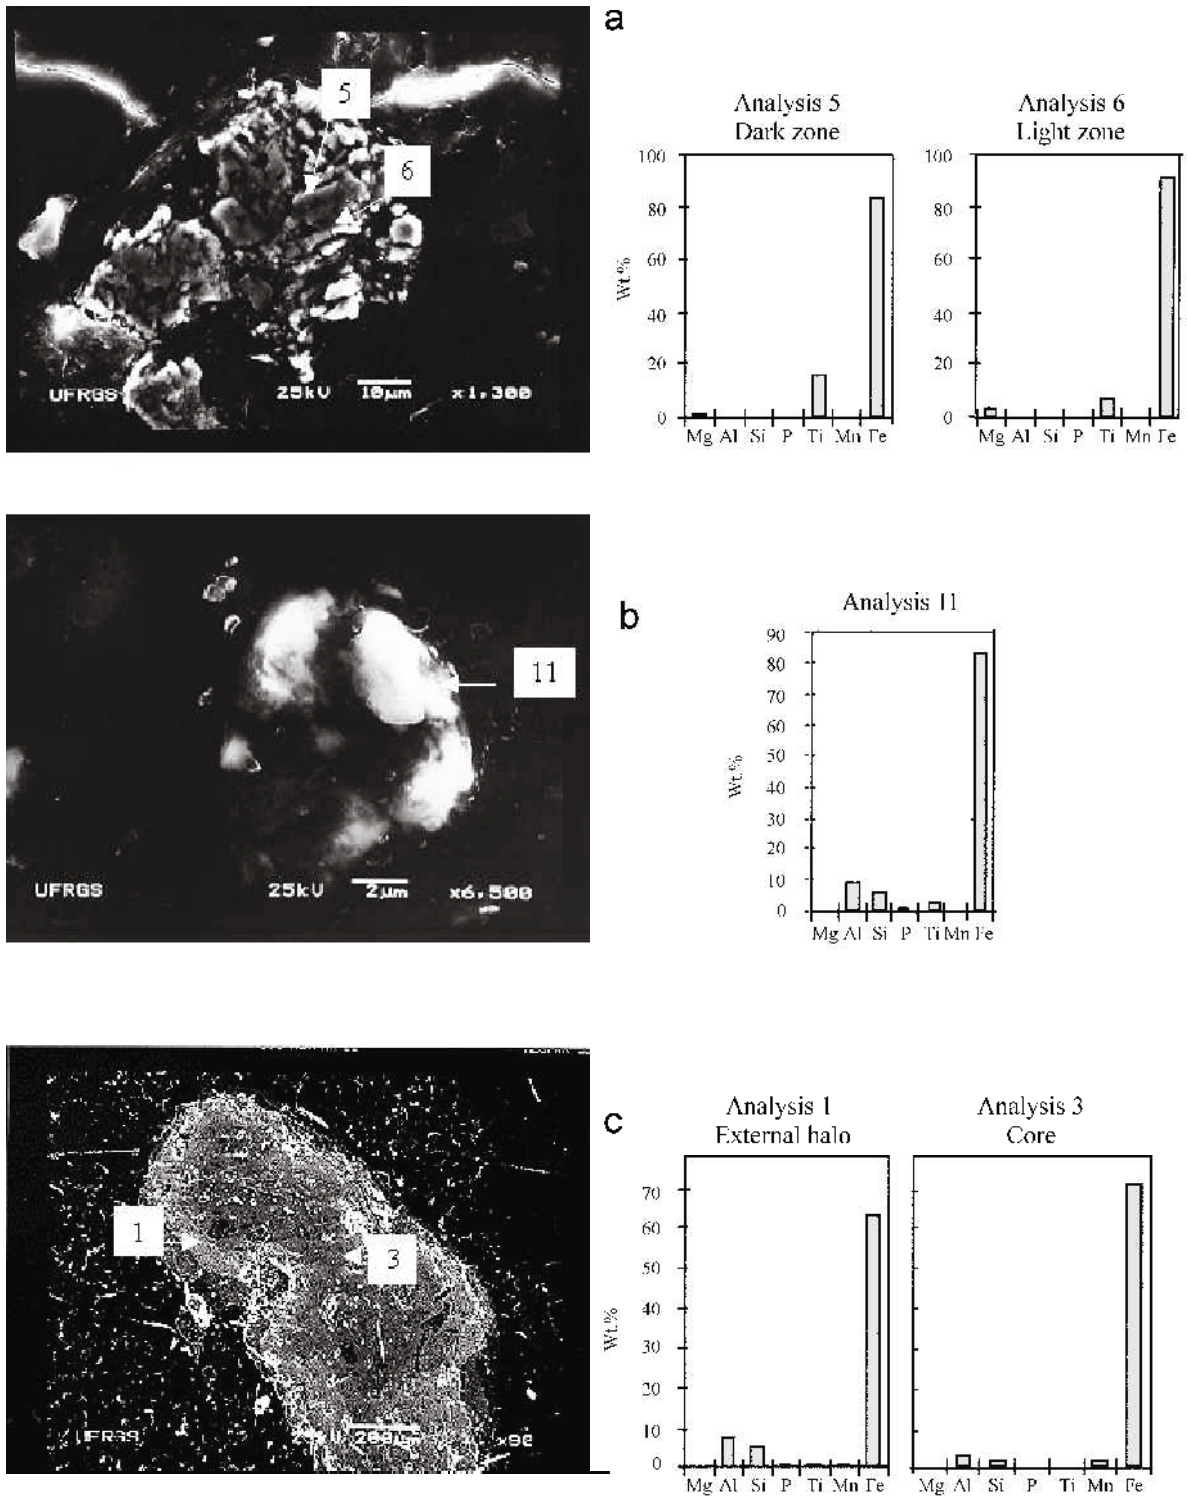 a
5
6
UFRGS 25kV 10µm x1,300
Analysis 5
Dark zone
100
80
60
40
20
0
Wt.%
Mg Al Si P Ti Mn Fe
Analysis 6
Light zone
100
80
60
40
20
0
Mg Al Si P Ti Mn Fe
11
UFRGS 25kV 2µm x6,500
b
Analysis 11
90
80
70
60
50
40
30
20
10
0
Wt.%
Mg Al Si P Ti Mn Fe
1
3
UFRGS 200µm x90
c
Analysis 1
External halo
70
60
50
40
30
20
10
0
Wt.%
Mg Al Si P Ti Mn Fe
Analysis 3
Core
Mg Al Si P Ti Mn Fe